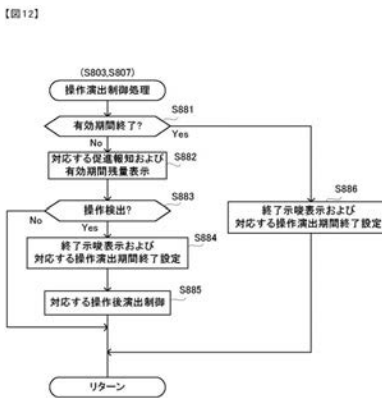 【図12】
(S803,S807)
操作演出制御処理
S881
有効期間終了?
Yes
No
S882
対応する促進報知および
有効期間残量表示
S883
操作検出?
No
Yes
S884
終了示唆表示および
対応する操作演出期間終了設定
S886
終了示唆表示および
対応する操作演出期間終了設定
S885
対応する操作後演出制御
リターン